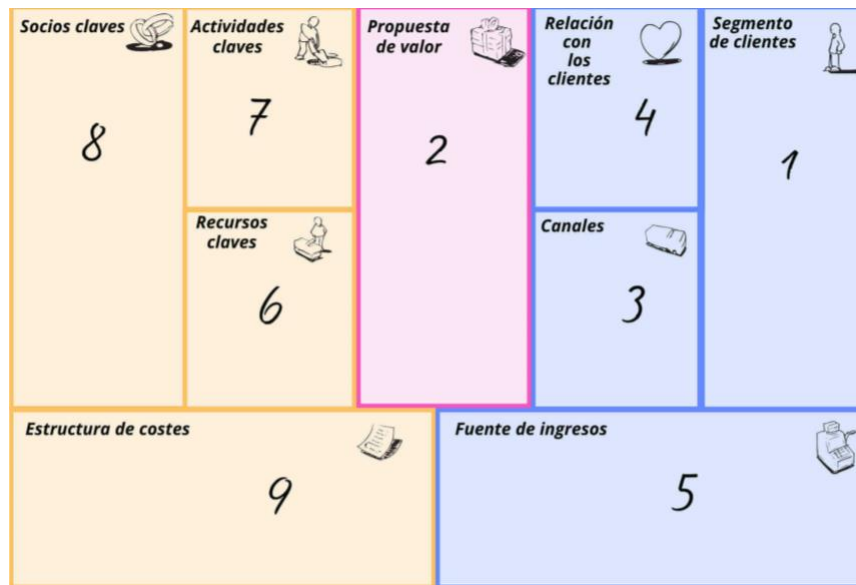 Socios claves
8
Actividades
claves
7
Recursos
claves
6
Propuesta
de valor
2
Relación
con
los
clientes
4
Canales
3
Segmento
de clientes
1
Estructura de costes
9
Fuente de ingresos
5